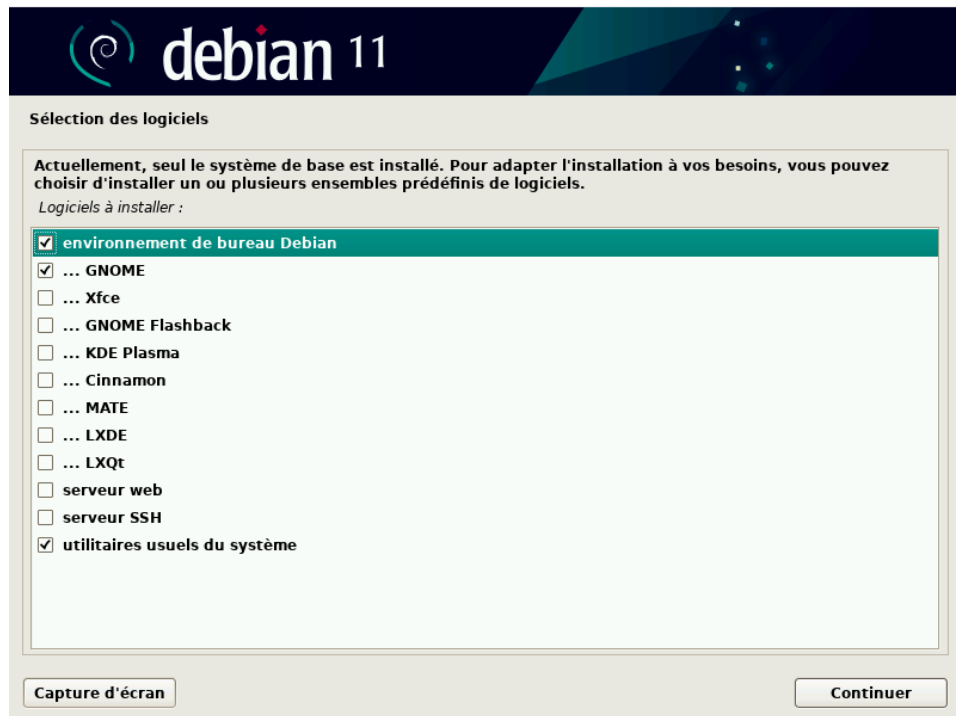 debian 11
Sélection des logiciels
Actuellement, seul le système de base est installé. Pour adapter l'installation à vos besoins, vous pouvez
choisir d'installer un ou plusieurs ensembles prédéfinis de logiciels.
Logiciels à installer :
environnement de bureau Debian
... GNOME
... Xfce
... GNOME Flashback
... KDE Plasma
... Cinnamon
... MATE
... LXDE
... LXQt
serveur web
serveur SSH
utilitaires usuels du système
Capture d'écran
Continuer